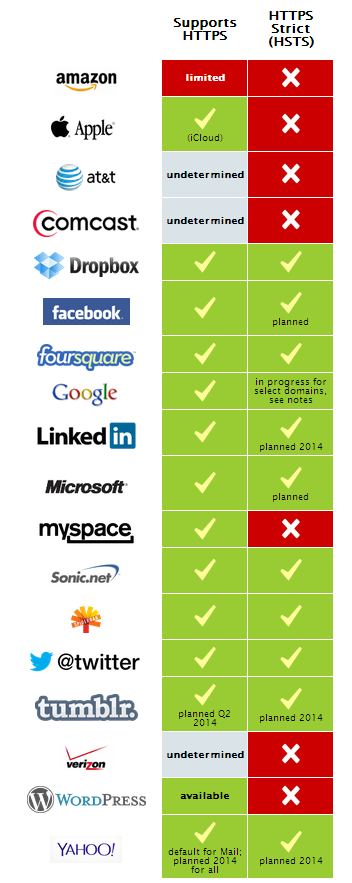 Supports HTTPS
HTTPS Strict (HSTS)
amazon
limited
Apple
(iCloud)
at&t
undetermined
comcast.
undetermined
Dropbox
facebook.
planned
foursquare
Google
in progress for
select domains,
see notes
Linked in
planned 2014
Microsoft
planned
myspace
Sonic.net
@twitter
tumblr.
planned Q2
2014
planned 2014
verizon
undetermined
WORDPRESS
available
YAHOO!
default for Mail;
planned 2014
for all
planned 2014